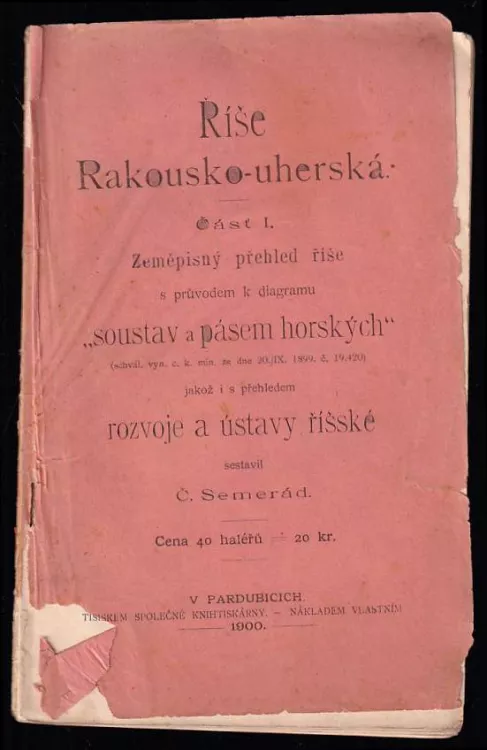 Říše
Rakousko-uherská.
Část I.
Zeměpisný přehled říše
s průvodem k diagramu
„soustav a pásem horských“
(schvál. vyn. c. k. min. ze dne 20./IX. 1899. č. 19.420)
jakož i s přehledem
rozvoje a ústavy říšské
sestavil
Č. Semerád.
Cena 40 haléřů = 20 kr.
V PARDUBICICH.
TISISKEM SPOLEČNÉ KNIHTISKÁRNY. – NÁKLADEM VLASTNÍM
1900.